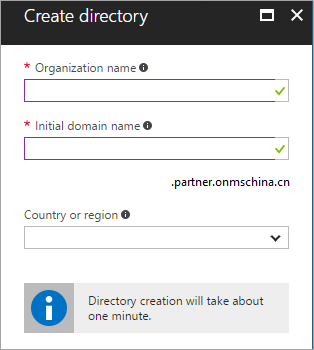 Create directory
* Organization name
* Initial domain name
.partner.onmschina.cn
Country or region
Directory creation will take about
one minute.